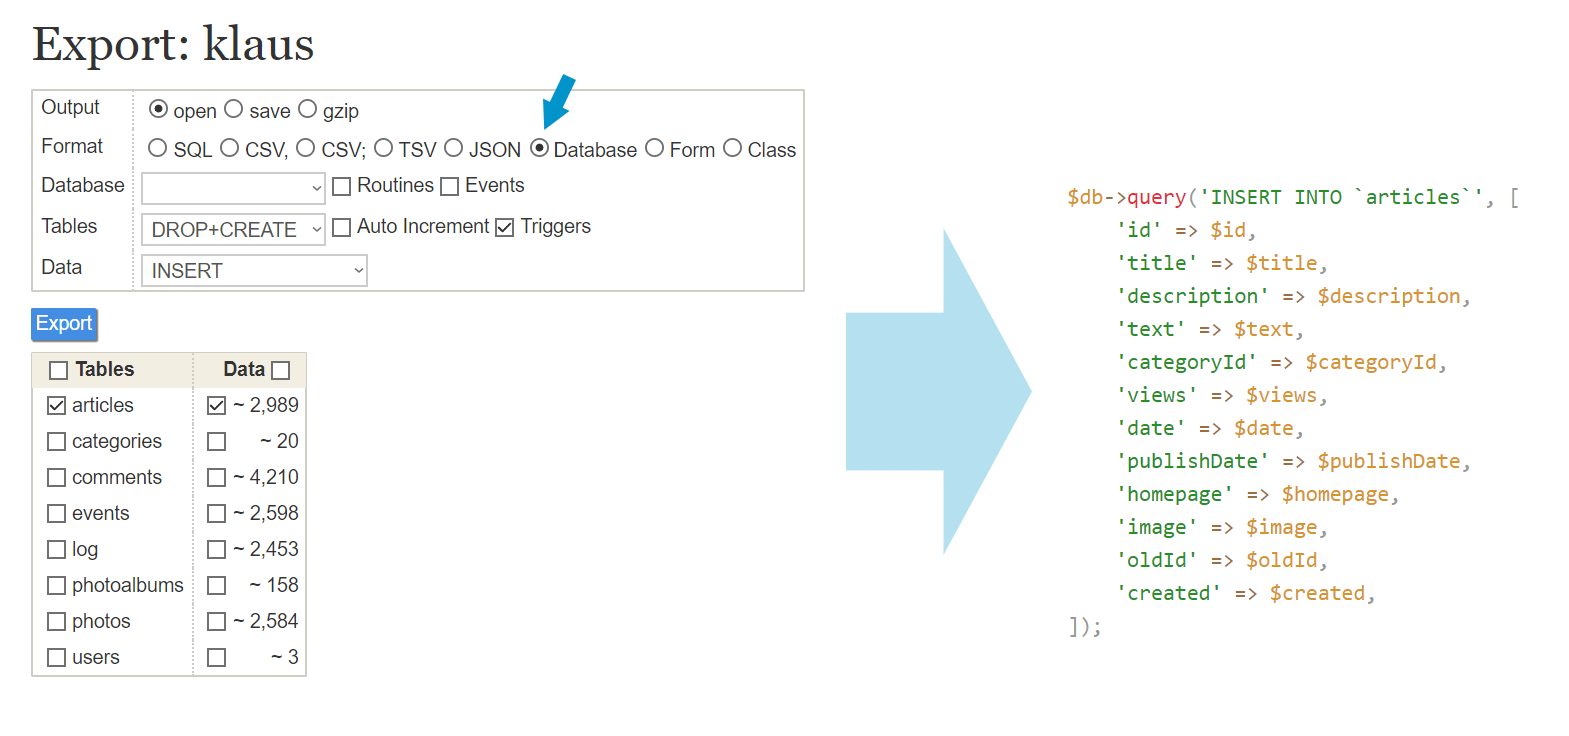 Export: klaus
Output open save gzip
Format SQL CSV, CSV; TSV JSON Database Form Class
Database Routines Events
Tables DROP+CREATE Auto Increment Triggers
Data INSERT
Export
Tables Data
articles ~ 2,989
categories ~ 20
comments ~ 4,210
events ~ 2,598
log ~ 2,453
photoalbums ~ 158
photos ~ 2,584
users ~ 3
$db->query('INSERT INTO `articles`', [
'id' => $id,
'title' => $title,
'description' => $description,
'text' => $text,
'categoryId' => $categoryId,
'views' => $views,
'date' => $date,
'publishDate' => $publishDate,
'homepage' => $homepage,
'image' => $image,
'oldId' => $oldId,
'created' => $created,
]);